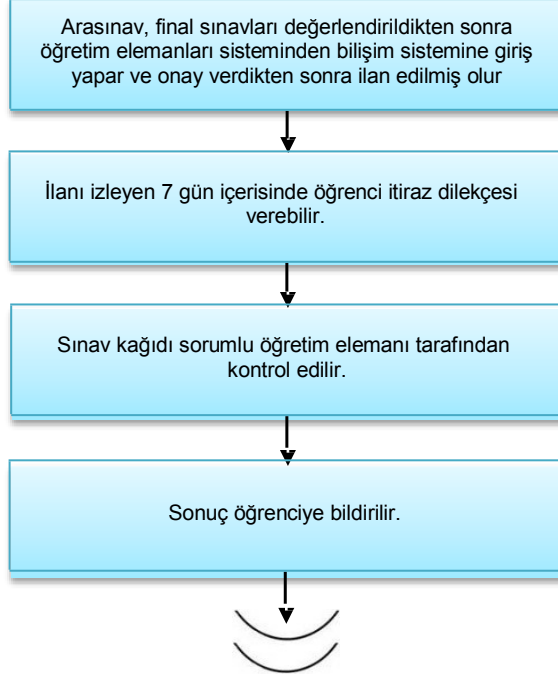 Arasınav, final sınavları değerlendirildikten sonra
öğretim elemanları sisteminden bilişim sistemine giriş
yapar ve onay verdikten sonra ilan edilmiş olur
İlanı izleyen 7 gün içerisinde öğrenci itiraz dilekçesi
verebilir.
Sınav kağıdı sorumlu öğretim elemanı tarafından
kontrol edilir.
Sonuç öğrenciye bildirilir.